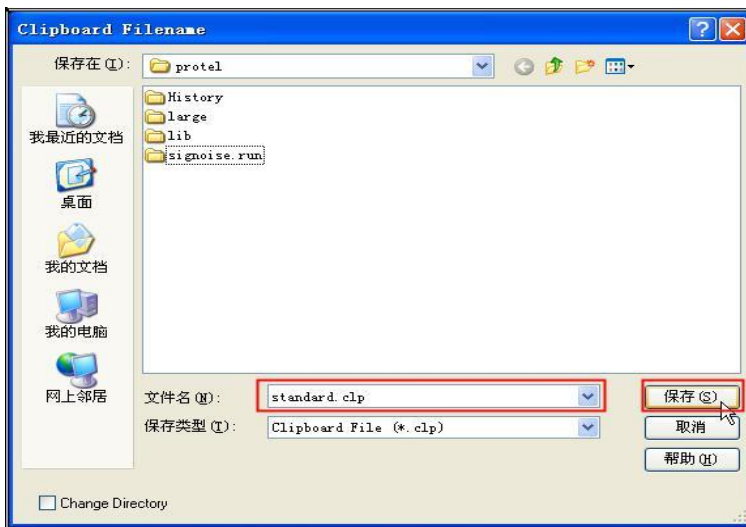 Clipboard Filename
保存在(I):
protel
History
large
lib
signoise.run
我最近的文档
桌面
我的文档
我的电脑
网上邻居
文件名(N):
standard.clp
保存(S)
保存类型(T):
Clipboard File (*.clp)
取消
帮助(H)
Change Directory